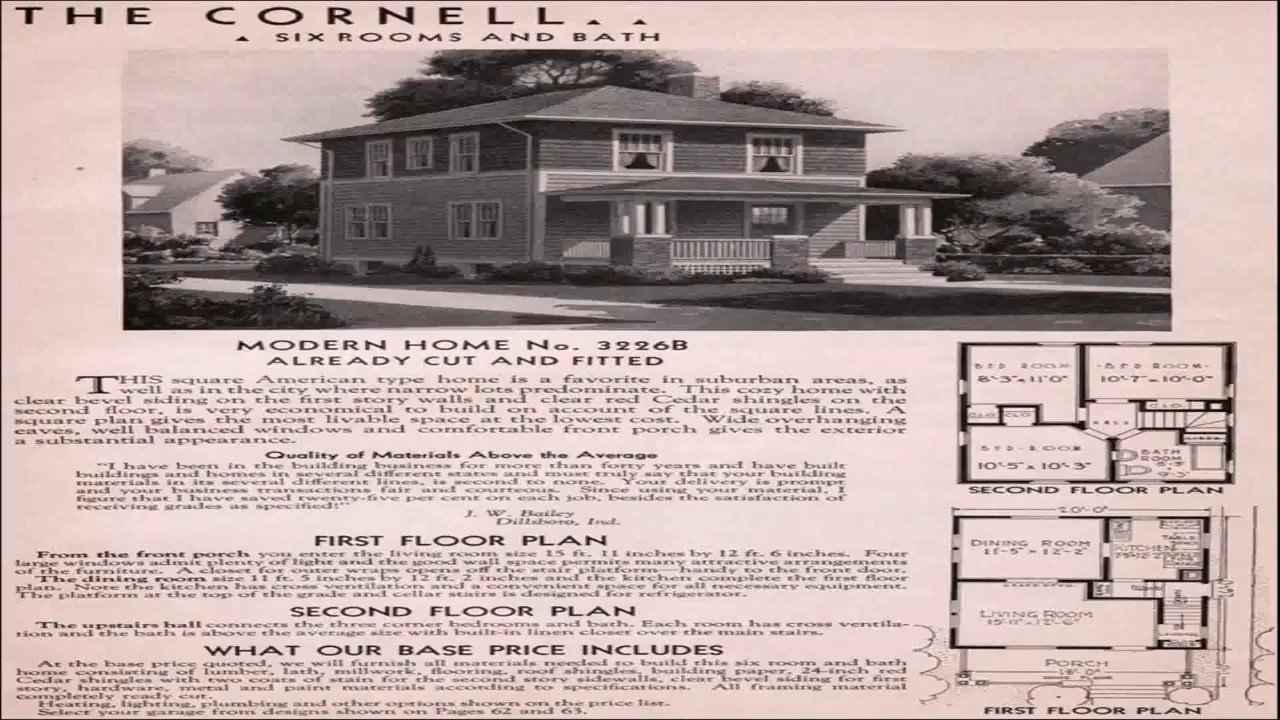 THE CORNELL...
SIX ROOMS AND BATH
MODERN HOME No. 3226B
ALREADY CUT AND FITTED
THIS square American type home is a favorite in suburban areas, as
well as in the city where narrow lots predominate. This cozy home with
clear bevel siding on the first story walls and clear red Cedar shingles on the
second floor, is very economical to build on account of the square lines. A
square plan gives the most livable space at the lowest cost. Wide overhanging
eaves, well balanced windows and comfortable front porch gives the exterior
a substantial appearance.
Quality of Materials Above the Average
"I have been in the building business for more than forty years and have built
buildings and homes in several different states and must truly say that your building
materials in its several different lines, is second to none. Your delivery is prompt
and your business transactions fair and courteous. Since using your material, I
figure that I have saved twenty-five per cent on each job, besides the satisfaction of
receiving grades as specified!"
J. W. Bailey
Dillsboro, Ind.
FIRST FLOOR PLAN
From the front porch you enter the living room size 15 ft. 11 inches by 12 ft. 6 inches. Four
large windows admit plenty of light and the good wall space permits many attractive arrangements
of the furniture. A closet for outer wraps opens off the stair platform—handy to the front door.
The dining room size 11 ft. 5 inches by 12 ft. 2 inches and the kitchen complete the first floor
plan. Note the kitchen has cross ventilation and a convenient space for all necessary equipment.
The platform at the top of the grade and cellar stairs is designed for refrigerator.
SECOND FLOOR PLAN
The upstairs hall connects the three corner bedrooms and bath. Each room has cross ventila-
tion and the bath is above the average size with built-in linen closet over the main stairs.
WHAT OUR BASE PRICE INCLUDES
At the base price quoted, we will furnish all materials needed to build this six room and bath
home consisting of lumber, lath, millwork, flooring, roof shingles, building paper, 24-inch red
Cedar shingles with two coats of stain for the second story sidewalls, clear bevel siding for first
story, hardware, metal and paint materials according to specifications. All framing material
completely ready cut.
Heating, lighting, plumbing and other options shown on the price list.
Select your garage from designs shown on Pages 62 and 63.
BED ROOM
8'-3"x11'0"
BED ROOM
10'-7"x10'-0"
CLO.
CLO.
CLO.
HALL
BED-ROOM
10'-5"x10'-3"
BATH
ROOM
SECOND FLOOR PLAN
20'-0"
DINING ROOM
11'-5"x12'-2"
KITCHEN
TABLE
LIVING ROOM
15'-11"x12'-6"
PORCH
FIRST FLOOR PLAN